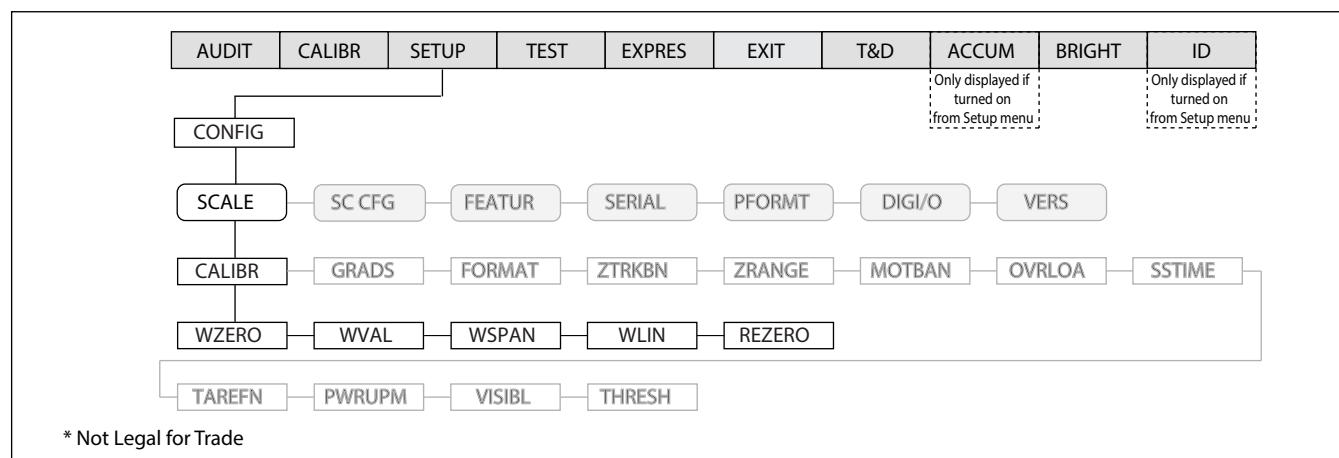 AUDIT CALIBR SETUP TEST EXPRES EXIT T&D ACCUM BRIGHT ID
Only displayed if
turned on
from Setup menu
Only displayed if
turned on
from Setup menu
CONFIG
SCALE SC CFG FEATUR SERIAL PFORMT DIGI/O VERS
CALIBR GRADS FORMAT ZTRKBN ZRANGE MOTBAN OVRLOA SSTIME
WZERO WVAL WSPAN WLIN REZERO
TAREFN PWRUPM VISIBL THRESH
* Not Legal for Trade